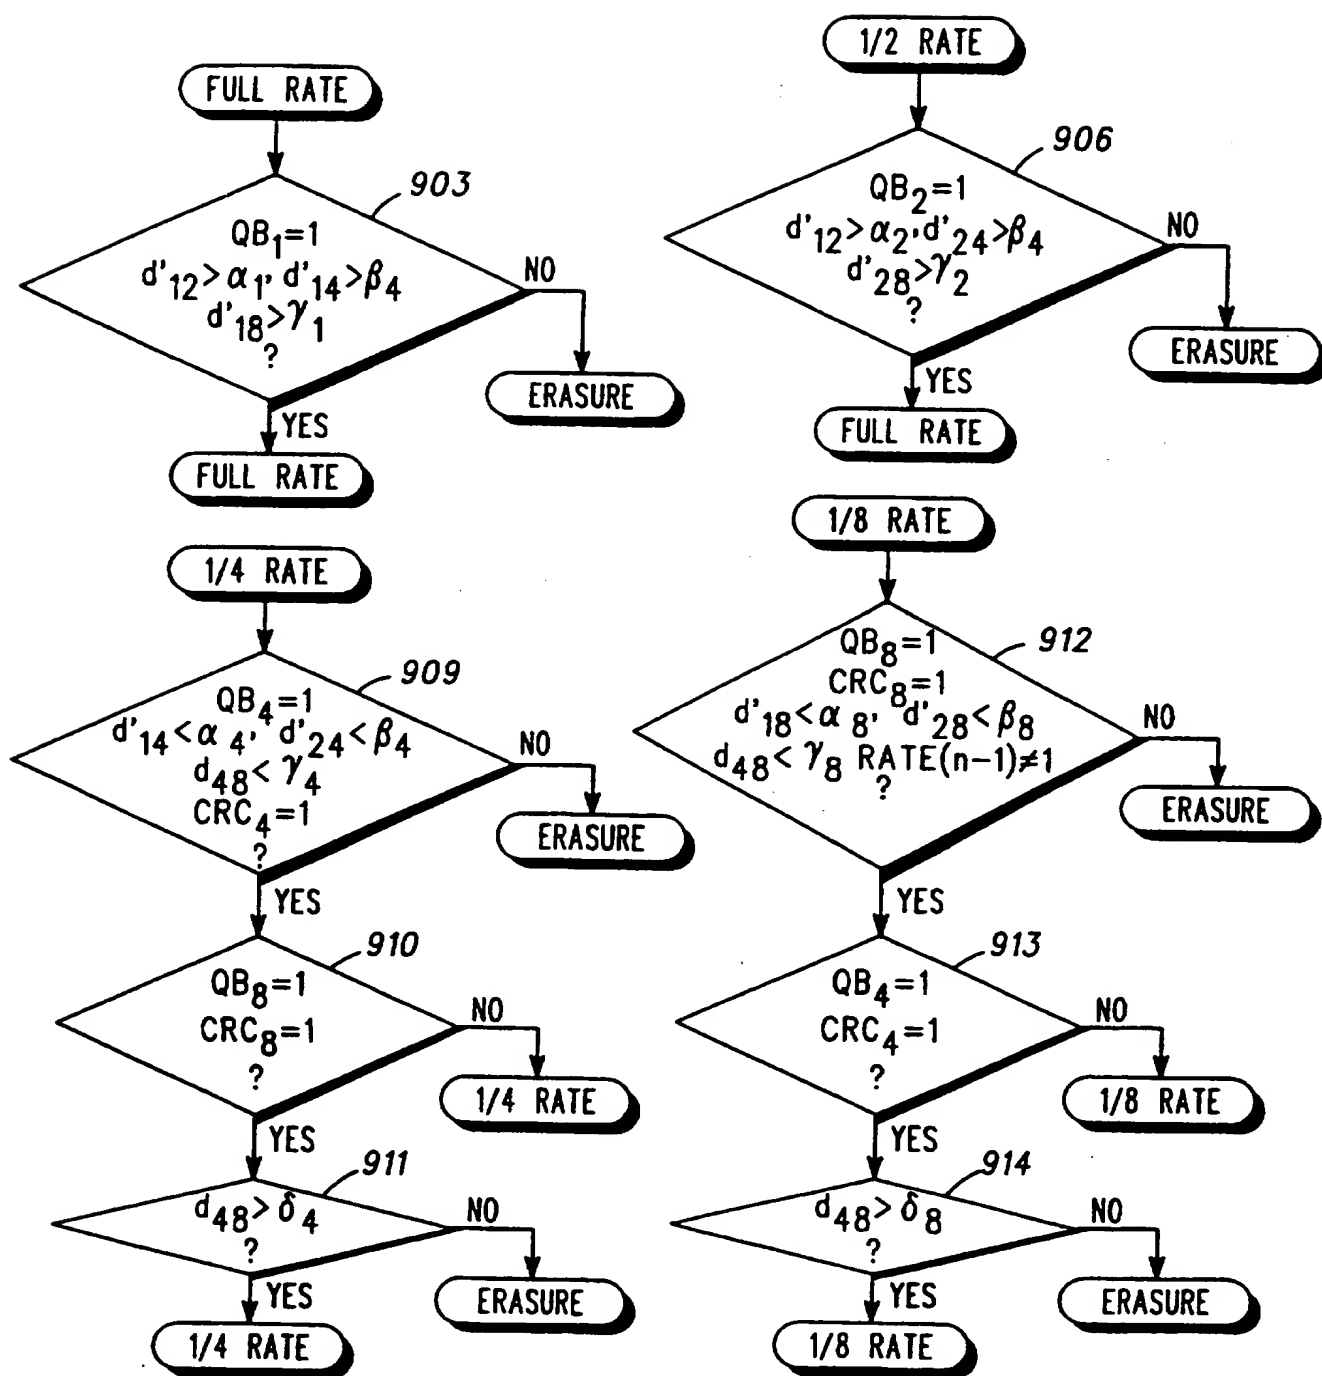 FULL RATE
903
QB₁=1
d'₁₂>α₁, d'₁₄>β₄
d'₁₈>γ₁
?
NO
ERASURE
YES
FULL RATE
1/2 RATE
906
QB₂=1
d'₁₂>α₂, d'₂₄>β₄
d'₂₈>γ₂
?
NO
ERASURE
YES
FULL RATE
1/4 RATE
909
QB₄=1
d'₁₄<α₄, d'₂₄<β₄
d₄₈<γ₄
CRC₄=1
?
NO
ERASURE
YES
910
QB₈=1
CRC₈=1
?
NO
1/4 RATE
YES
911
d₄₈>δ₄
?
NO
ERASURE
YES
1/4 RATE
1/8 RATE
912
QB₈=1
CRC₈=1
d'₁₈<α₈, d'₂₈<β₈
d₄₈<γ₈ RATE(n-1)≠1
?
NO
ERASURE
YES
913
QB₄=1
CRC₄=1
?
NO
1/8 RATE
YES
914
d₄₈>δ₈
?
NO
ERASURE
YES
1/8 RATE